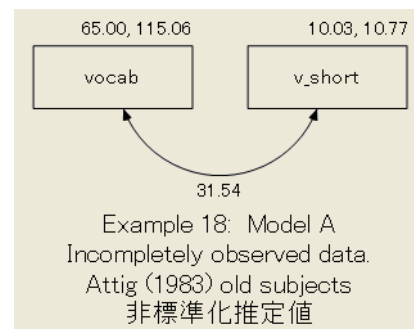 65.00, 115.06 10.03, 10.77
vocab v_short
31.54
Example 18: Model A
Incompletely observed data.
Attig (1983) old subjects
非標準化推定値